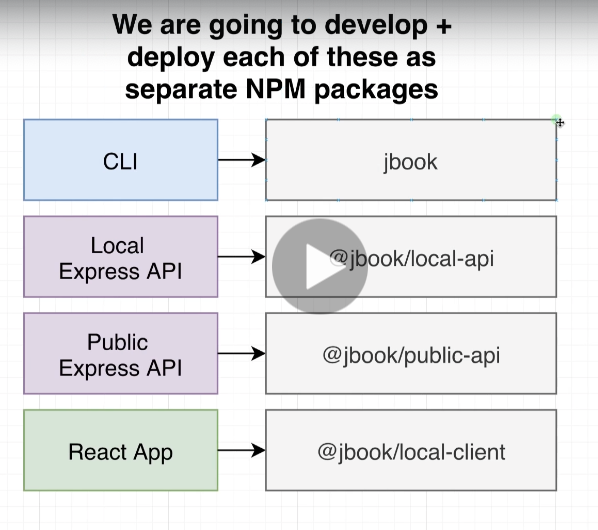 We are going to develop +
deploy each of these as
separate NPM packages
CLI
jbook
Local
Express API
@jbook/local-api
Public
Express API
@jbook/public-api
React App
@jbook/local-client